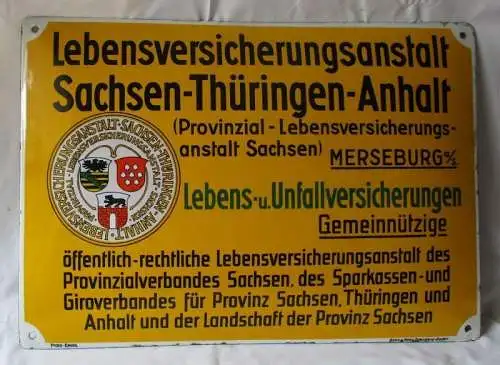 Lebensversicherungsanstalt
Sachsen-Thüringen-Anhalt
(Provinzial-Lebensversicherungs-
anstalt Sachsen) MERSEBURG a/S
Lebens-u. Unfallversicherungen
Gemeinnützige
öffentlich-rechtliche Lebensversicherungsanstalt des
Provinzialverbandes Sachsen, des Sparkassen-und
Giroverbandes für Provinz Sachsen, Thüringen und
Anhalt und der Landschaft der Provinz Sachsen